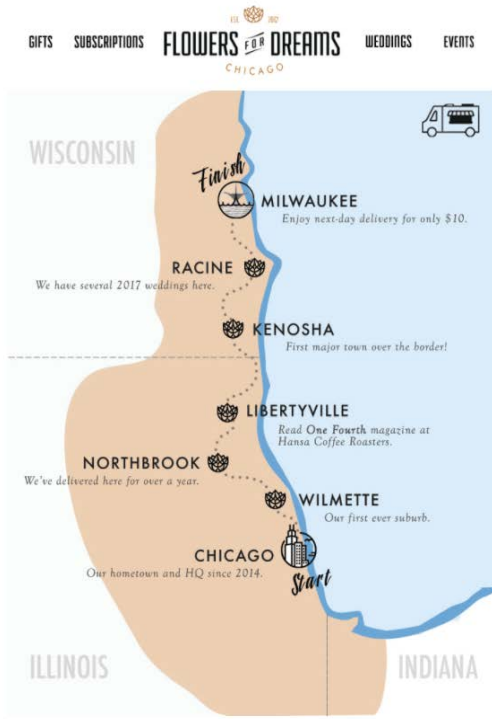 EST. 2012
GIFTS SUBSCRIPTIONS FLOWERS FOR DREAMS WEDDINGS EVENTS
CHICAGO
WISCONSIN
Finish
MILWAUKEE
Enjoy next-day delivery for only $10.
RACINE
We have several 2017 weddings here.
KENOSHA
First major town over the border!
LIBERTYVILLE
Read One Fourth magazine at
Hansa Coffee Roasters.
NORTHBROOK
We've delivered here for over a year.
WILMETTE
Our first ever suburb.
CHICAGO
Our hometown and HQ since 2014.
Start
ILLINOIS
INDIANA